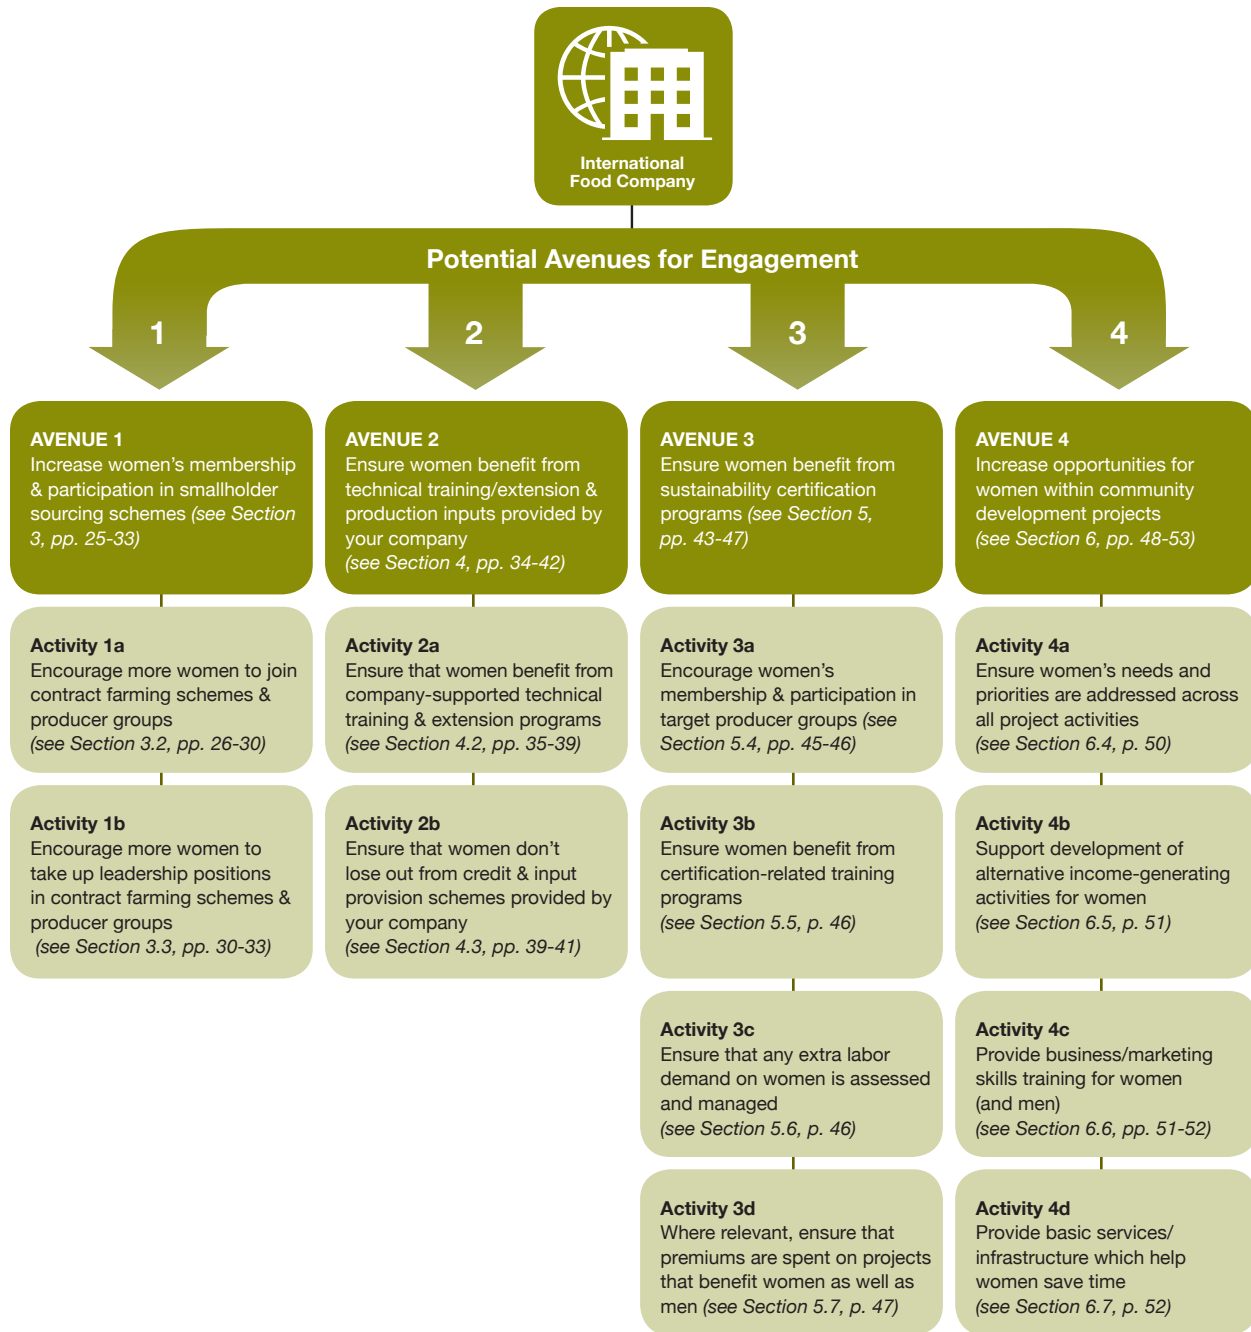 International
Food Company
Potential Avenues for Engagement
1
2
3
4
AVENUE 1
Increase women’s membership
& participation in smallholder
sourcing schemes (see Section
3, pp. 25-33)
AVENUE 2
Ensure women benefit from
technical training/extension &
production inputs provided by
your company
(see Section 4, pp. 34-42)
AVENUE 3
Ensure women benefit from
sustainability certification
programs (see Section 5,
pp. 43-47)
AVENUE 4
Increase opportunities for
women within community
development projects
(see Section 6, pp. 48-53)
Activity 1a
Encourage more women to join
contract farming schemes &
producer groups
(see Section 3.2, pp. 26-30)
Activity 2a
Ensure that women benefit from
company-supported technical
training & extension programs
(see Section 4.2, pp. 35-39)
Activity 3a
Encourage women’s
membership & participation in
target producer groups (see
Section 5.4, pp. 45-46)
Activity 4a
Ensure women’s needs and
priorities are addressed across
all project activities
(see Section 6.4, p. 50)
Activity 1b
Encourage more women to
take up leadership positions
in contract farming schemes &
producer groups
(see Section 3.3, pp. 30-33)
Activity 2b
Ensure that women don’t
lose out from credit & input
provision schemes provided by
your company
(see Section 4.3, pp. 39-41)
Activity 3b
Ensure women benefit from
certification-related training
programs
(see Section 5.5, p. 46)
Activity 4b
Support development of
alternative income-generating
activities for women
(see Section 6.5, p. 51)
Activity 3c
Ensure that any extra labor
demand on women is assessed
and managed
(see Section 5.6, p. 46)
Activity 4c
Provide business/marketing
skills training for women
(and men)
(see Section 6.6, pp. 51-52)
Activity 3d
Where relevant, ensure that
premiums are spent on projects
that benefit women as well as
men (see Section 5.7, p. 47)
Activity 4d
Provide basic services/
infrastructure which help
women save time
(see Section 6.7, p. 52)